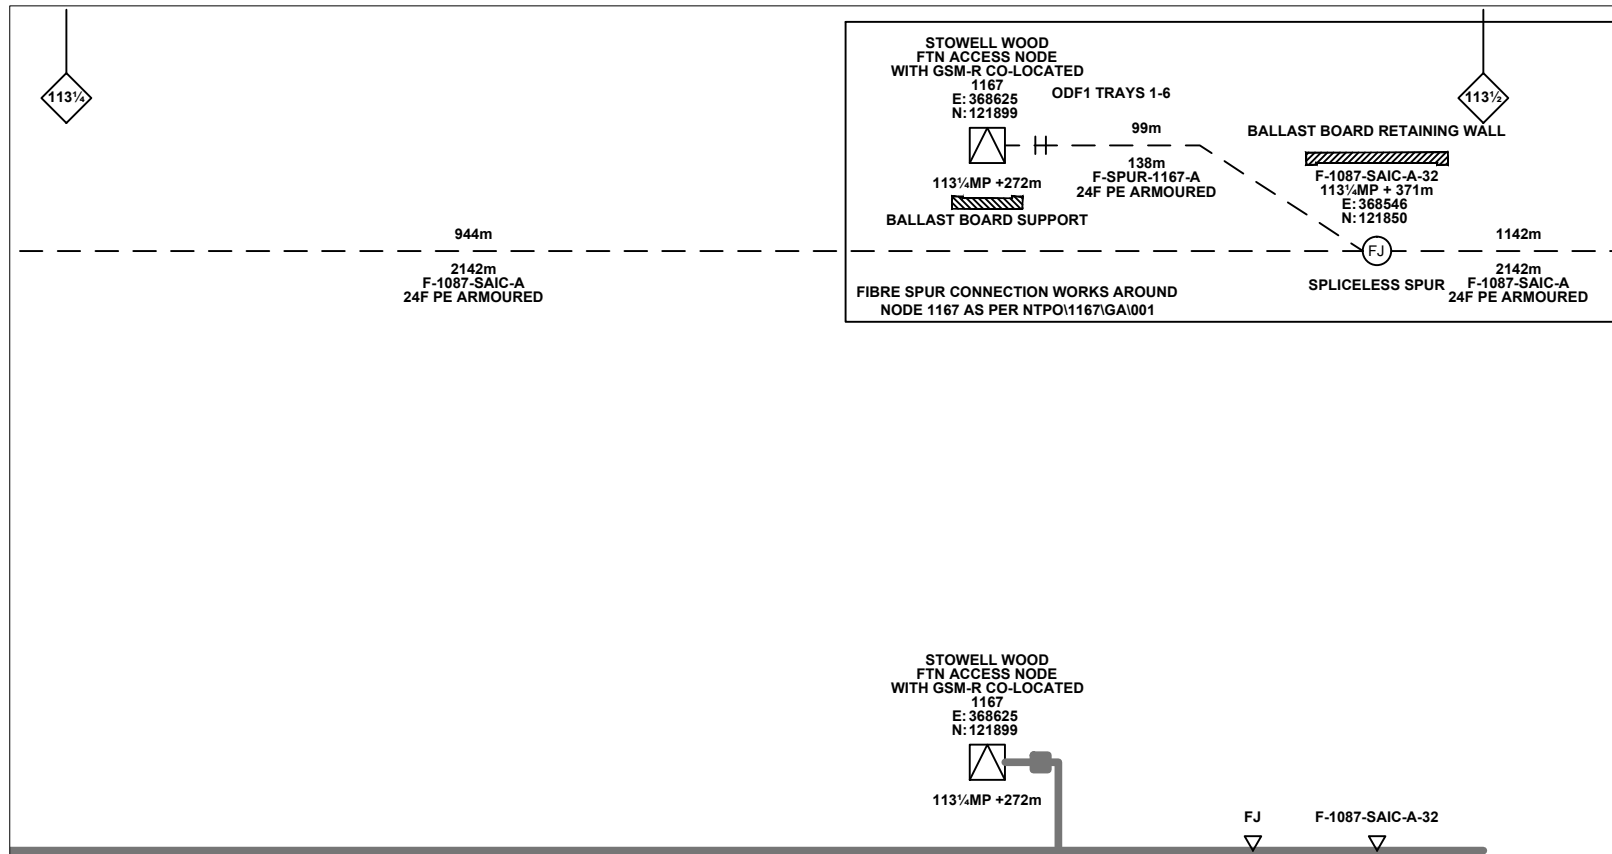 113¼
STOWELL WOOD
FTN ACCESS NODE
WITH GSM-R CO-LOCATED
1167
E: 368625
N: 121899
ODF1 TRAYS 1-6
113½
99m
BALLAST BOARD RETAINING WALL
138m
F-SPUR-1167-A
24F PE ARMOURED
113¼MP +272m
BALLAST BOARD SUPPORT
F-1087-SAIC-A-32
113¼MP + 371m
E: 368546
N: 121850
944m
2142m
F-1087-SAIC-A
24F PE ARMOURED
FJ
SPLICELESS SPUR
1142m
2142m
F-1087-SAIC-A
24F PE ARMOURED
FIBRE SPUR CONNECTION WORKS AROUND
NODE 1167 AS PER NTPO\1167\GA\001
STOWELL WOOD
FTN ACCESS NODE
WITH GSM-R CO-LOCATED
1167
E: 368625
N: 121899
113¼MP +272m
FJ
F-1087-SAIC-A-32